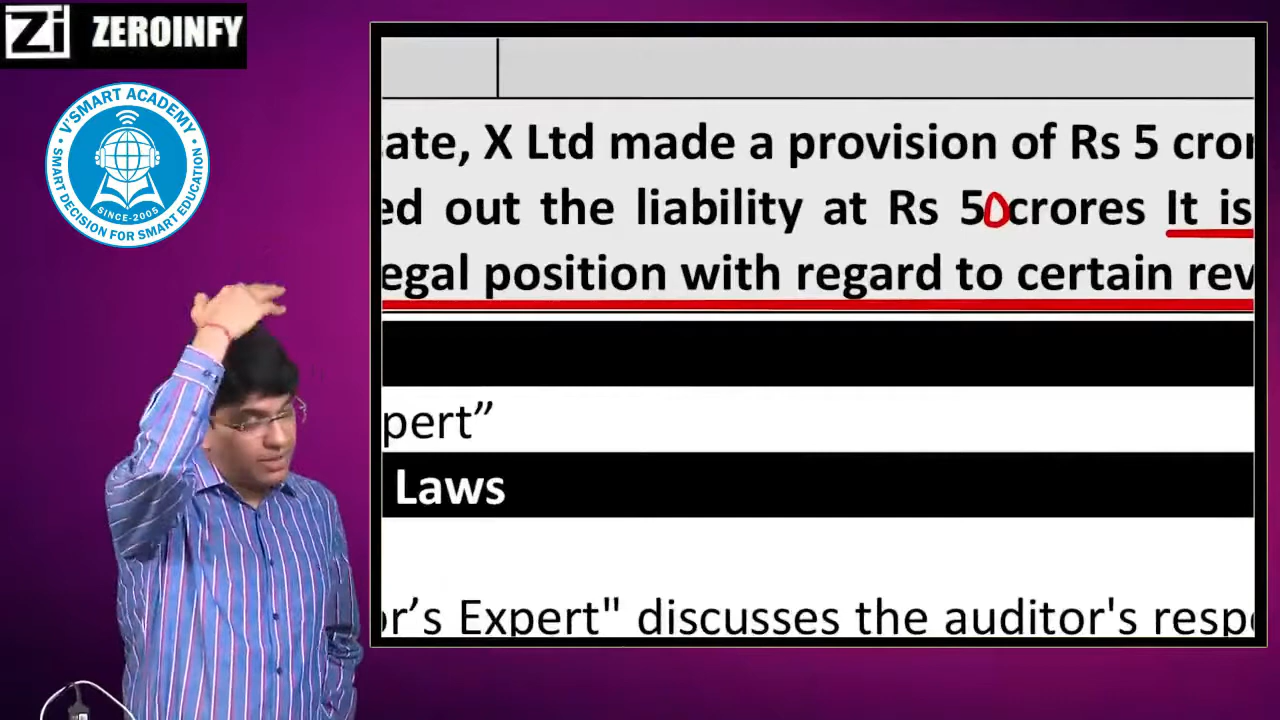 Zi ZEROINFY
V'SMART ACADEMY
SMART DECISION FOR SMART EDUCATION
SINCE-2005
ate, X Ltd made a provision of Rs 5 cror
ed out the liability at Rs 50 crores It is
egal position with regard to certain rev
pert”
Laws
or’s Expert" discusses the auditor's resp